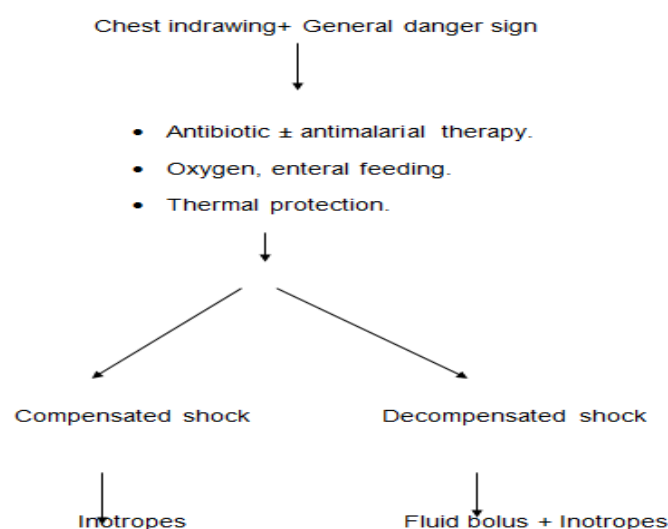 Chest indrawing+ General danger sign
• Antibiotic ± antimalarial therapy.
• Oxygen, enteral feeding.
• Thermal protection.
Compensated shock
Decompensated shock
Inotropes
Fluid bolus + Inotropes